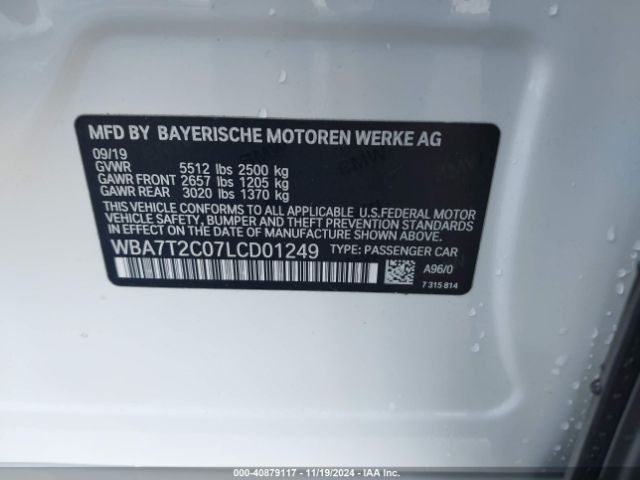 MFD BY BAYERISCHE MOTOREN WERKE AG
09/19
GVWR 5512 lbs 2500 kg
GAWR FRONT 2657 lbs 1205 kg
GAWR REAR 3020 lbs 1370 kg
THIS VEHICLE CONFORMS TO ALL APPLICABLE U.S.FEDERAL MOTOR
VEHICLE SAFETY, BUMPER, AND THEFT PREVENTION STANDARDS IN
EFFECT ON THE DATE OF MANUFACTURE SHOWN ABOVE.
WBA7T2C07LCD01249 TYPE: PASSENGER CAR
A96/0
7 315 814
000-40879117 - 11/19/2024 - IAA Inc.